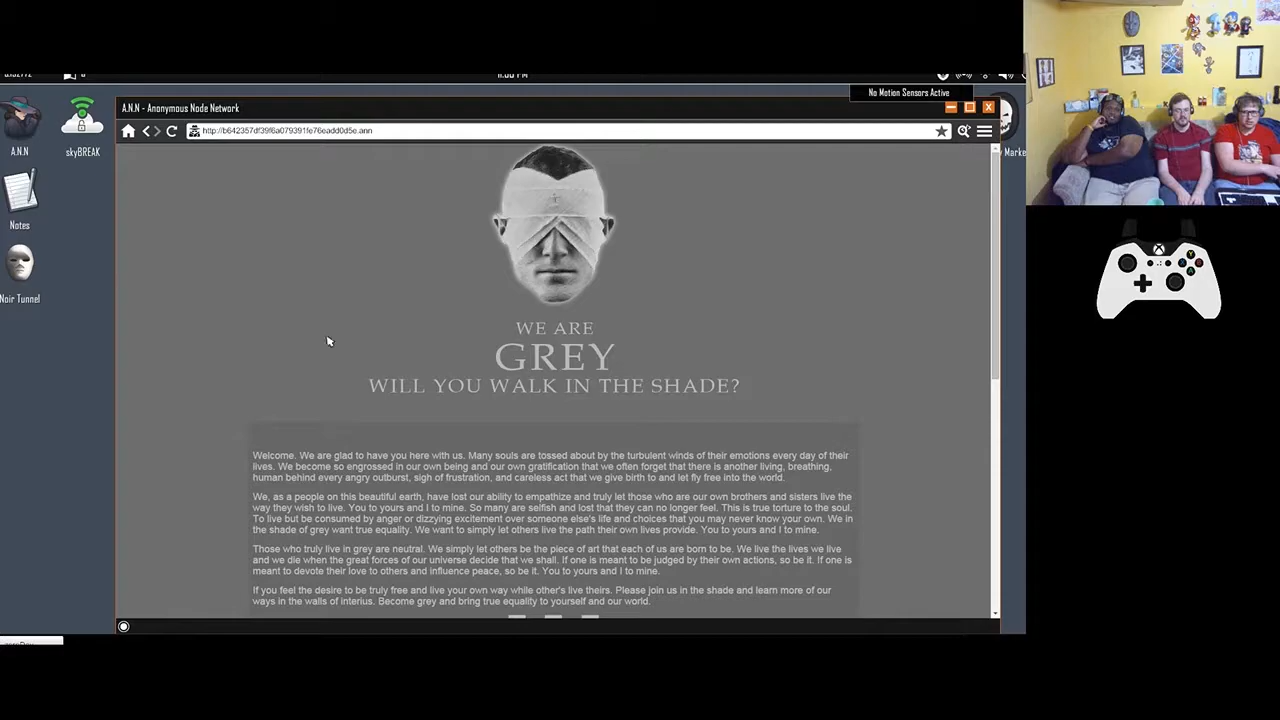 No Motion Sensors Active
A.N.N - Anonymous Node Network
http://b642357df39f6a079391fe76eadd0d5e.ann
A.N.N
skyBREAK
Notes
Noir Tunnel
WE ARE
GREY
WILL YOU WALK IN THE SHADE?
Welcome. We are glad to have you here with us. Many souls are tossed about by the turbulent winds of their emotions every day of their
lives. We become so engrossed in our own being and our own gratification that we often forget that there is another living, breathing,
human behind every angry outburst, sigh of frustration, and careless act that we give birth to and let fly free into the world.
We, as a people on this beautiful earth, have lost our ability to empathize and truly let those who are our own brothers and sisters live the
way they wish to live. You to yours and I to mine. So many are selfish and lost that they can no longer feel. This is true torture to the soul.
To live but be consumed by anger or dizzying excitement over someone else's life and choices that you may never know your own. We in
the shade of grey want true equality. We want to simply let others live the path their own lives provide. You to yours and I to mine.
Those who truly live in grey are neutral. We simply let others be the piece of art that each of us are born to be. We live the lives we live
and we die when the great forces of our universe decide that we shall. If one is meant to be judged by their own actions, so be it. If one is
meant to devote their love to others and influence peace, so be it. You to yours and I to mine.
If you feel the desire to be truly free and live your own way while other's live theirs. Please join us in the shade and learn more of our
ways in the walls of interius. Become grey and bring true equality to yourself and our world.